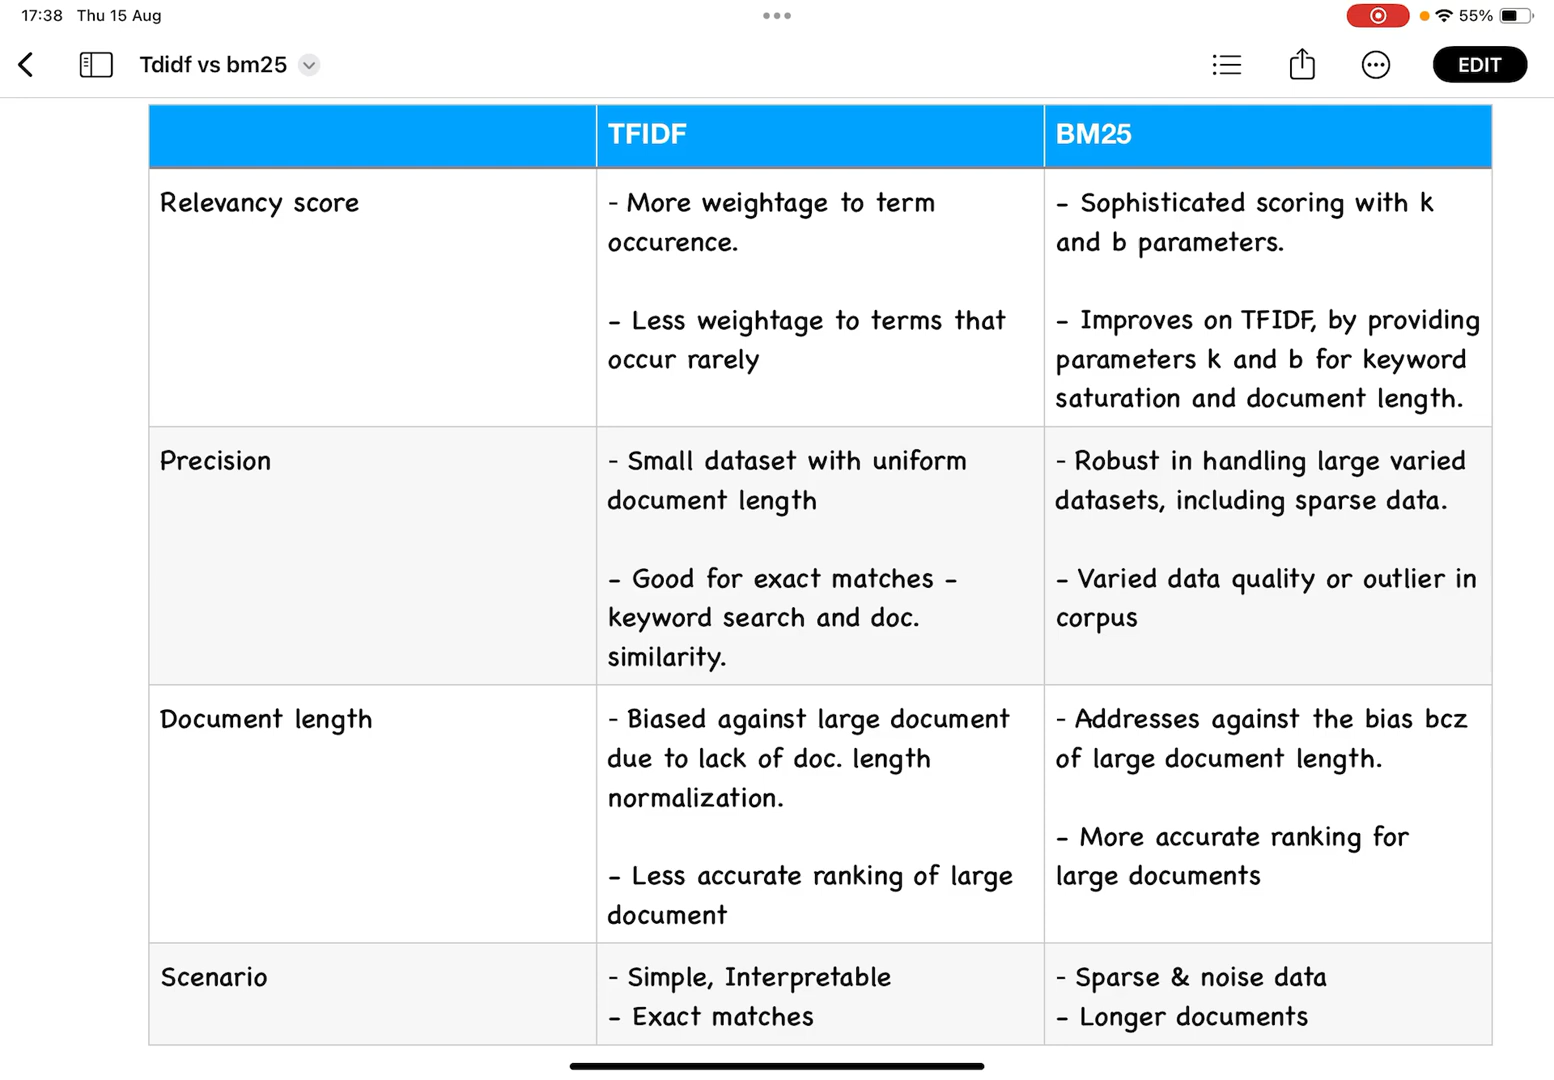 17:38 Thu 15 Aug
55%
Tdidf vs bm25
EDIT
TFIDF
BM25
Relevancy score
- More weightage to term
occurence.
- Less weightage to terms that
occur rarely
- Sophisticated scoring with k
and b parameters.
- Improves on TFIDF, by providing
parameters k and b for keyword
saturation and document length.
Precision
- Small dataset with uniform
document length
- Good for exact matches -
keyword search and doc.
similarity.
- Robust in handling large varied
datasets, including sparse data.
- Varied data quality or outlier in
corpus
Document length
- Biased against large document
due to lack of doc. length
normalization.
- Less accurate ranking of large
document
- Addresses against the bias bcz
of large document length.
- More accurate ranking for
large documents
Scenario
- Simple, Interpretable
- Exact matches
- Sparse & noise data
- Longer documents